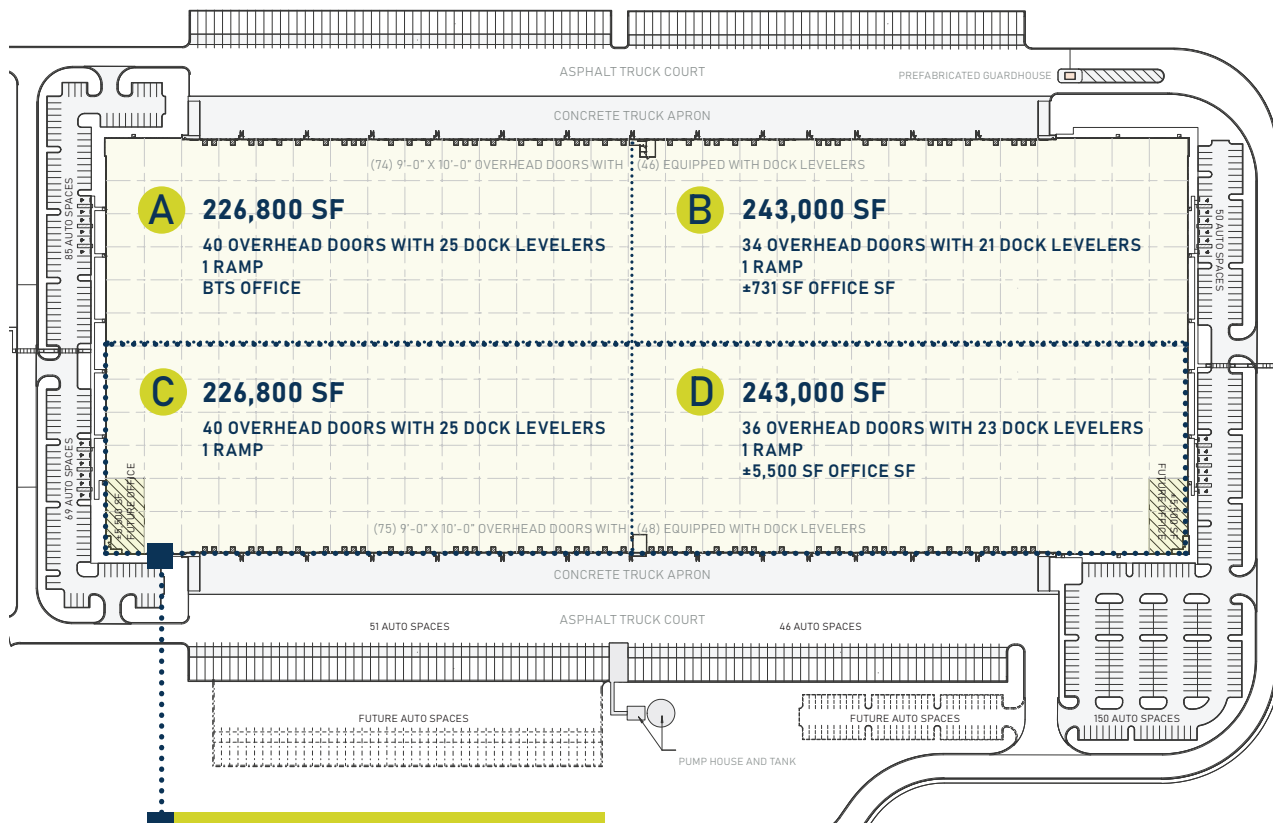 ASPHALT TRUCK COURT
PREFABRICATED GUARDHOUSE
CONCRETE TRUCK APRON
(74) 9'-0" X 10'-0" OVERHEAD DOORS WITH (46) EQUIPPED WITH DOCK LEVELERS
85 AUTO SPACES
A
226,800 SF
40 OVERHEAD DOORS WITH 25 DOCK LEVELERS
1 RAMP
BTS OFFICE
B
243,000 SF
34 OVERHEAD DOORS WITH 21 DOCK LEVELERS
1 RAMP
±731 SF OFFICE SF
50 AUTO SPACES
C
226,800 SF
40 OVERHEAD DOORS WITH 25 DOCK LEVELERS
1 RAMP
D
243,000 SF
36 OVERHEAD DOORS WITH 23 DOCK LEVELERS
1 RAMP
±5,500 SF OFFICE SF
69 AUTO SPACES
±5,500 SF
FUTURE OFFICE
FUTURE OFFICE
±5,500 SF
(75) 9'-0" X 10'-0" OVERHEAD DOORS WITH (48) EQUIPPED WITH DOCK LEVELERS
CONCRETE TRUCK APRON
ASPHALT TRUCK COURT
51 AUTO SPACES
46 AUTO SPACES
FUTURE AUTO SPACES
FUTURE AUTO SPACES
150 AUTO SPACES
PUMP HOUSE AND TANK